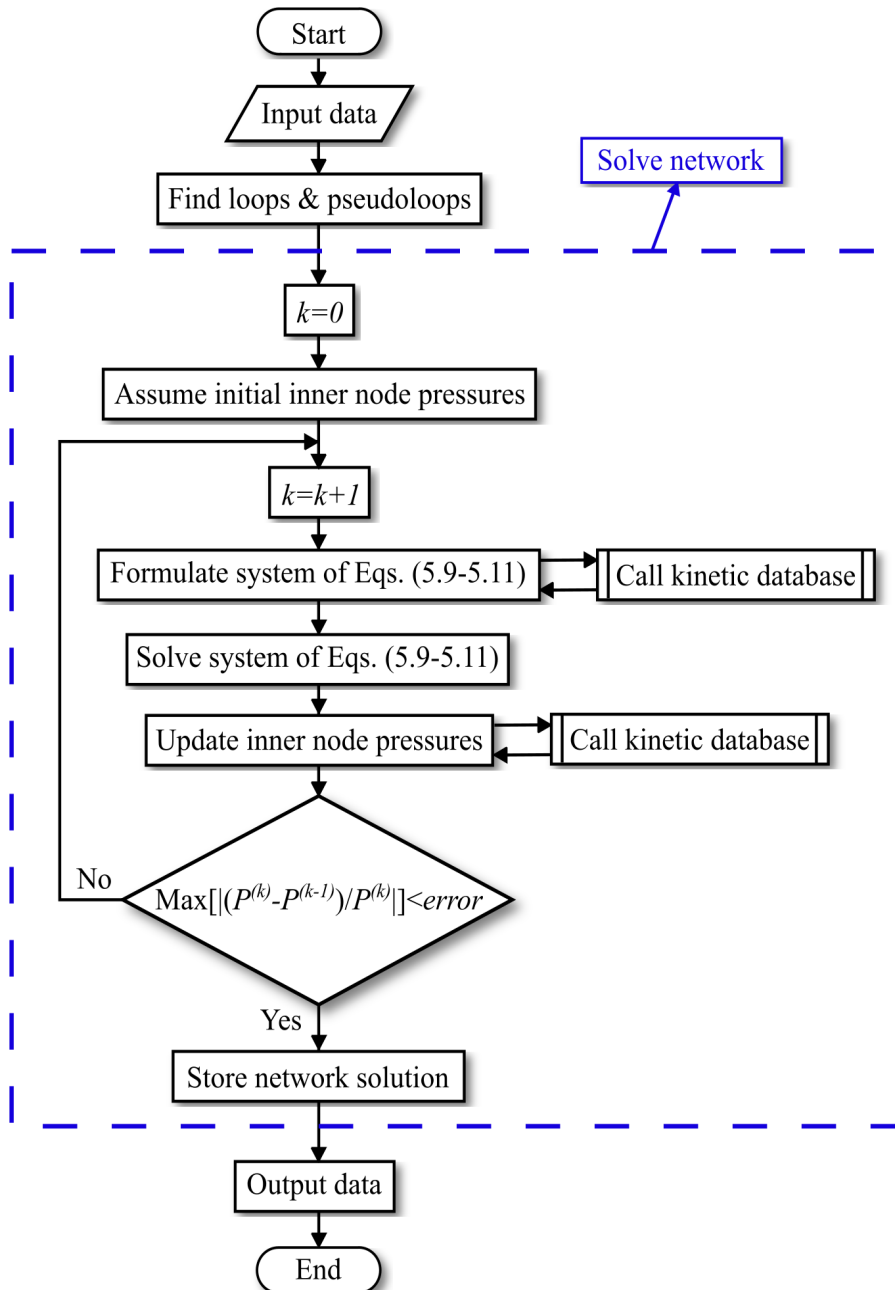 Start
Input data
Solve network
Find loops & pseudoloops
k=0
Assume initial inner node pressures
k=k+1
Formulate system of Eqs. (5.9-5.11)
Call kinetic database
Solve system of Eqs. (5.9-5.11)
Update inner node pressures
Call kinetic database
No
Max[|(P^(k)-P^(k-1))/P^(k)|]<error
Yes
Store network solution
Output data
End